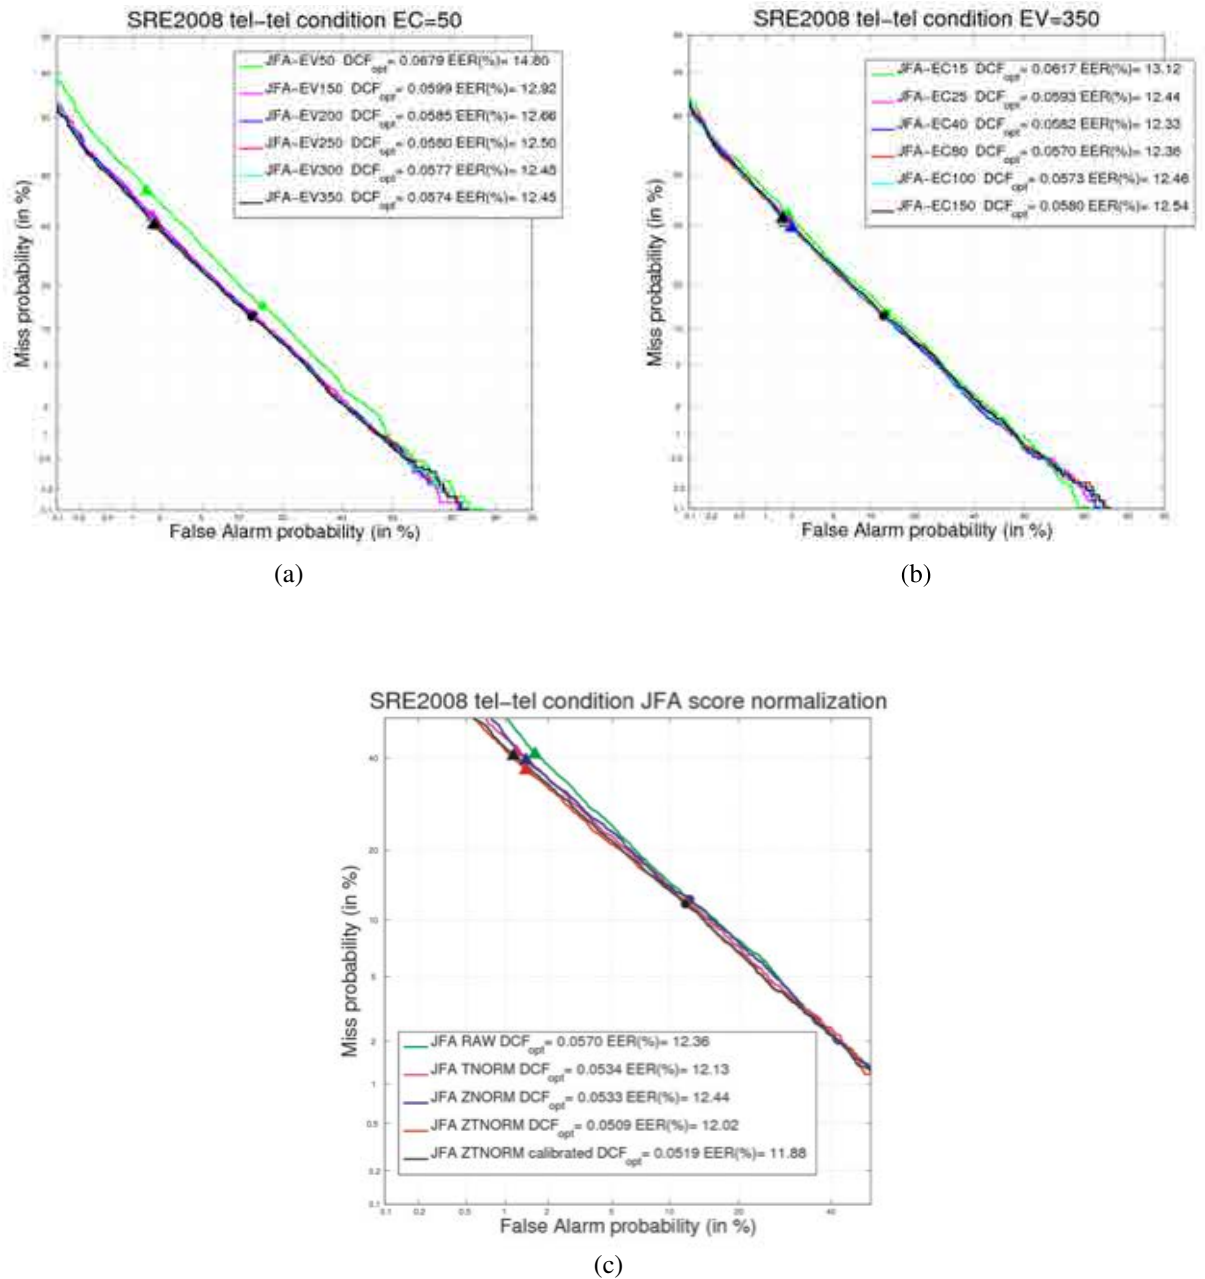 SRE2008 tel-tel condition EC=50
JFA-EV50 DCFopt= 0.0679 EER(%)= 14.80
JFA-EV150 DCFopt= 0.0599 EER(%)= 12.92
JFA-EV200 DCFopt= 0.0585 EER(%)= 12.66
JFA-EV250 DCFopt= 0.0580 EER(%)= 12.50
JFA-EV300 DCFopt= 0.0577 EER(%)= 12.45
JFA-EV350 DCFopt= 0.0574 EER(%)= 12.45
Miss probability (in %)
False Alarm probability (in %)
(a)
SRE2008 tel-tel condition EV=350
JFA-EC15 DCFopt= 0.0617 EER(%)= 13.12
JFA-EC25 DCFopt= 0.0593 EER(%)= 12.44
JFA-EC40 DCFopt= 0.0582 EER(%)= 12.33
JFA-EC80 DCFopt= 0.0570 EER(%)= 12.36
JFA-EC100 DCFopt= 0.0573 EER(%)= 12.46
JFA-EC150 DCFopt= 0.0580 EER(%)= 12.54
Miss probability (in %)
False Alarm probability (in %)
(b)
SRE2008 tel-tel condition JFA score normalization
Miss probability (in %)
40
20
10
5
2
1
0.5
0.2
0.1
JFA RAW DCFopt= 0.0570 EER(%)= 12.36
JFA TNORM DCFopt= 0.0534 EER(%)= 12.13
JFA ZNORM DCFopt= 0.0533 EER(%)= 12.44
JFA ZTNORM DCFopt= 0.0509 EER(%)= 12.02
JFA ZTNORM calibrated DCFopt= 0.0519 EER(%)= 11.88
0.1 0.2 0.5 1 2 5 10 20 40
False Alarm probability (in %)
(c)